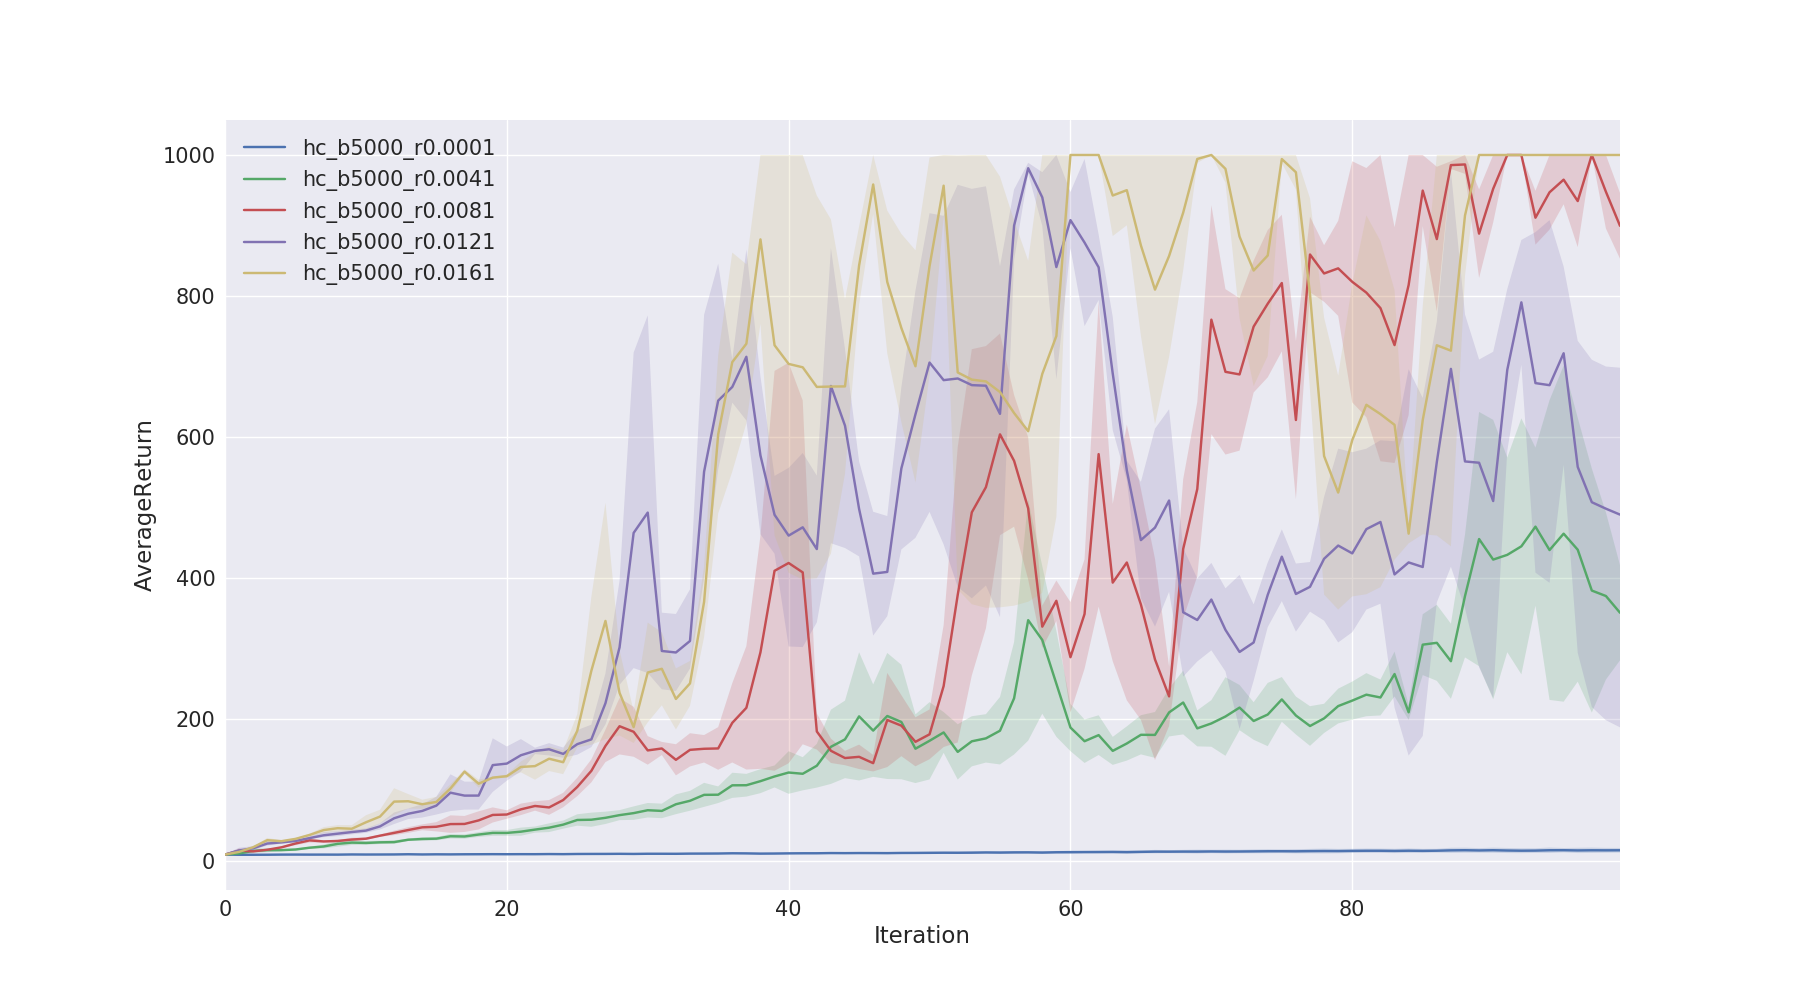 hc_b5000_r0.0001
hc_b5000_r0.0041
hc_b5000_r0.0081
hc_b5000_r0.0121
hc_b5000_r0.0161
1000
800
600
400
200
0
AverageReturn
0 20 40 60 80
Iteration